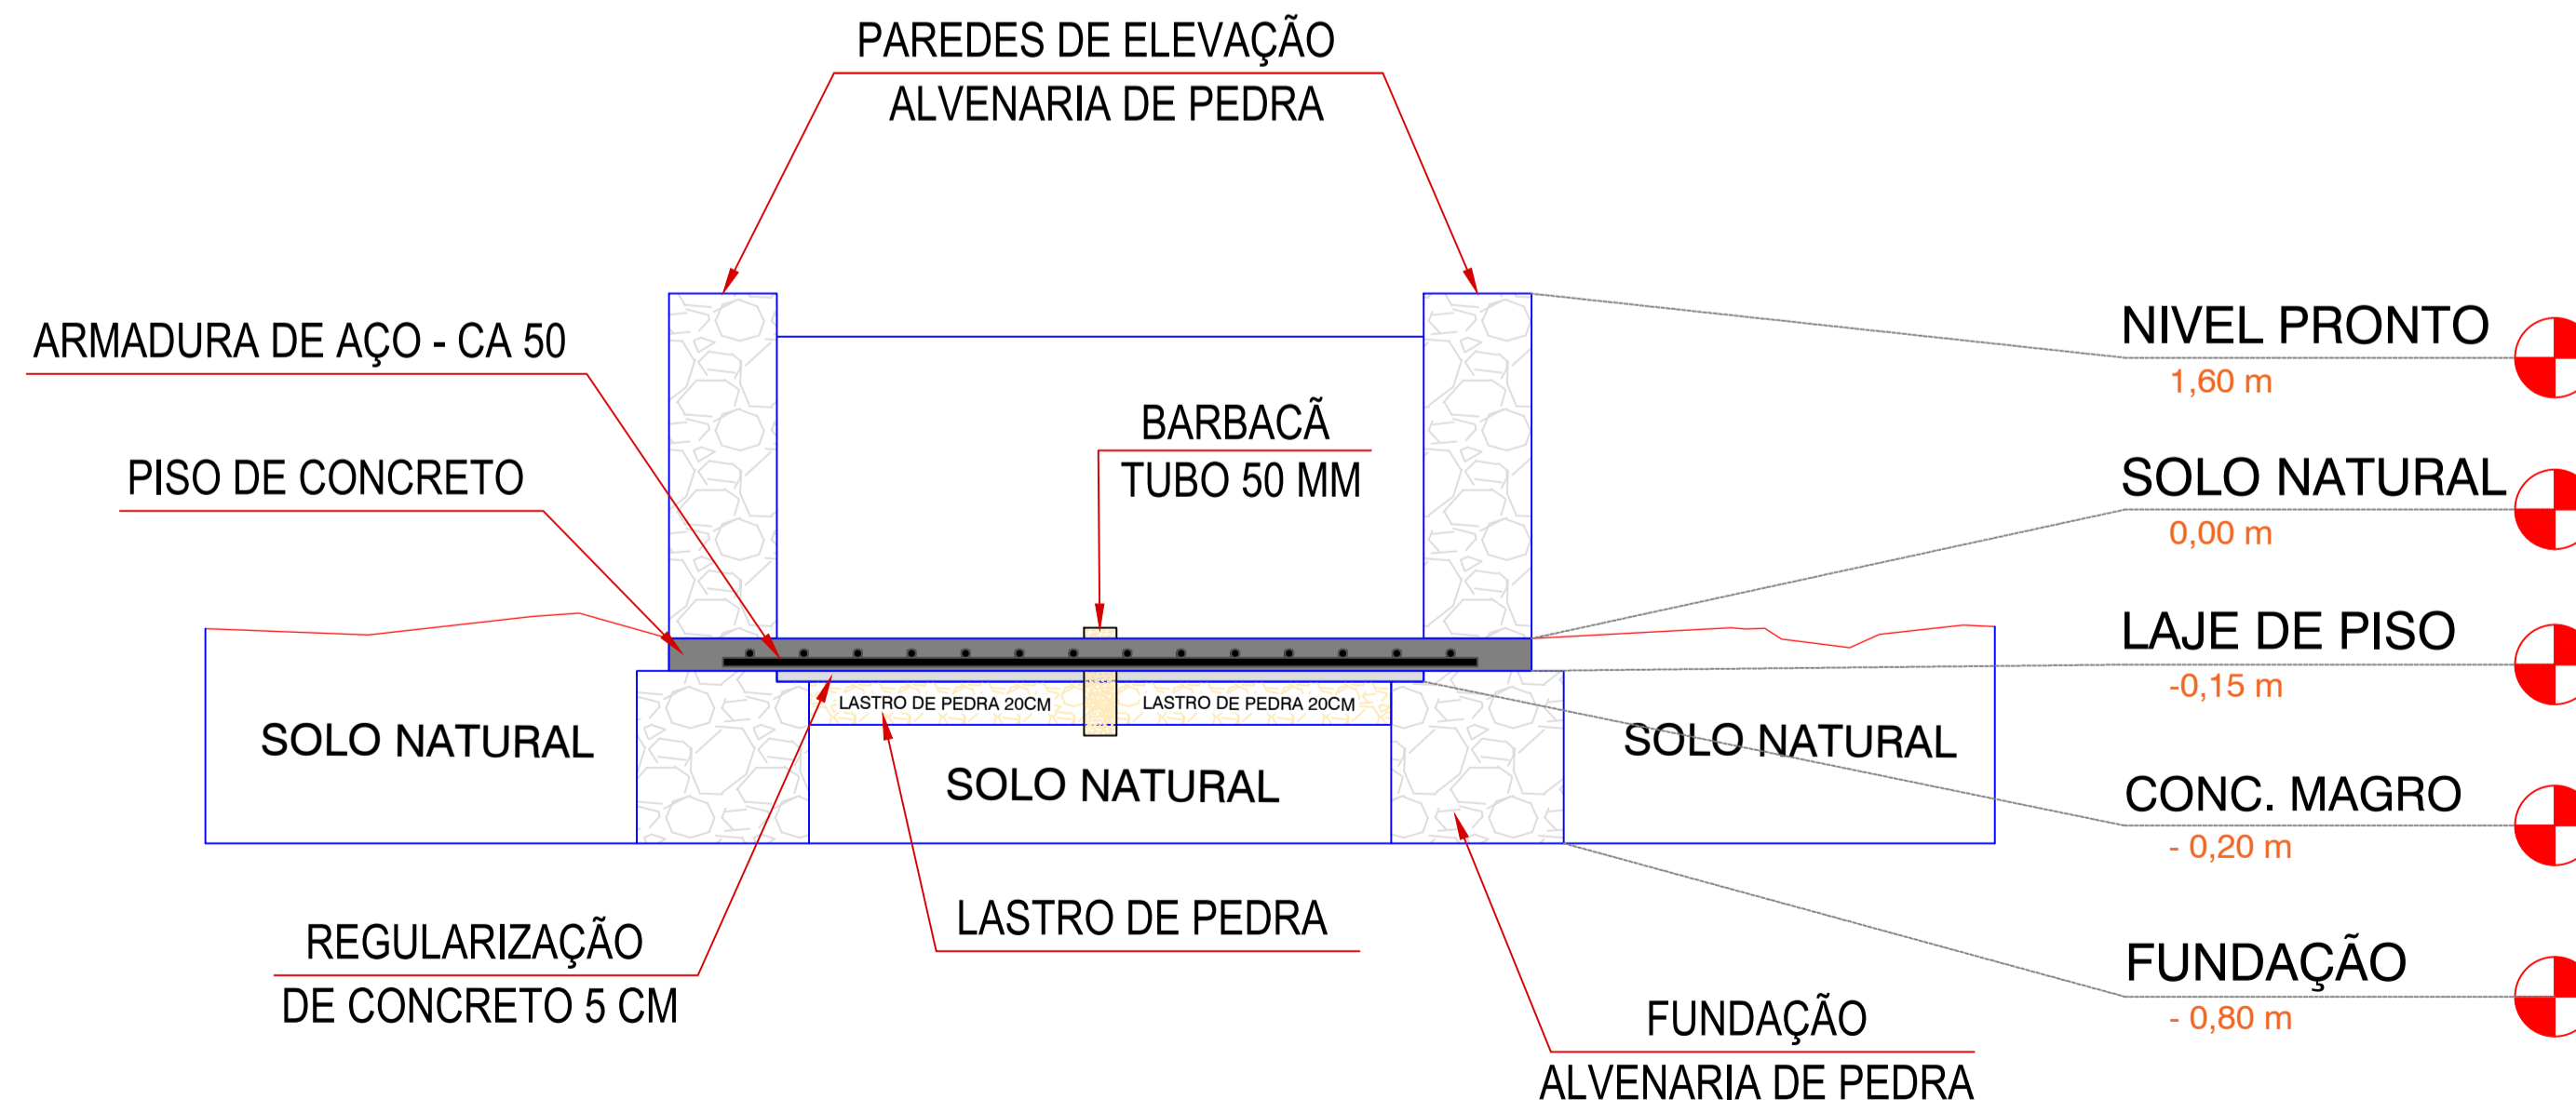 PAREDES DE ELEVAÇÃO
ALVENARIA DE PEDRA
ARMADURA DE AÇO - CA 50
PISO DE CONCRETO
BARBACÃ
TUBO 50 MM
NIVEL PRONTO
1,60 m
SOLO NATURAL
0,00 m
LAJE DE PISO
-0,15 m
CONC. MAGRO
- 0,20 m
FUNDAÇÃO
- 0,80 m
LASTRO DE PEDRA 20CM
LASTRO DE PEDRA 20CM
SOLO NATURAL
SOLO NATURAL
SOLO NATURAL
REGULARIZAÇÃO
DE CONCRETO 5 CM
LASTRO DE PEDRA
FUNDAÇÃO
ALVENARIA DE PEDRA